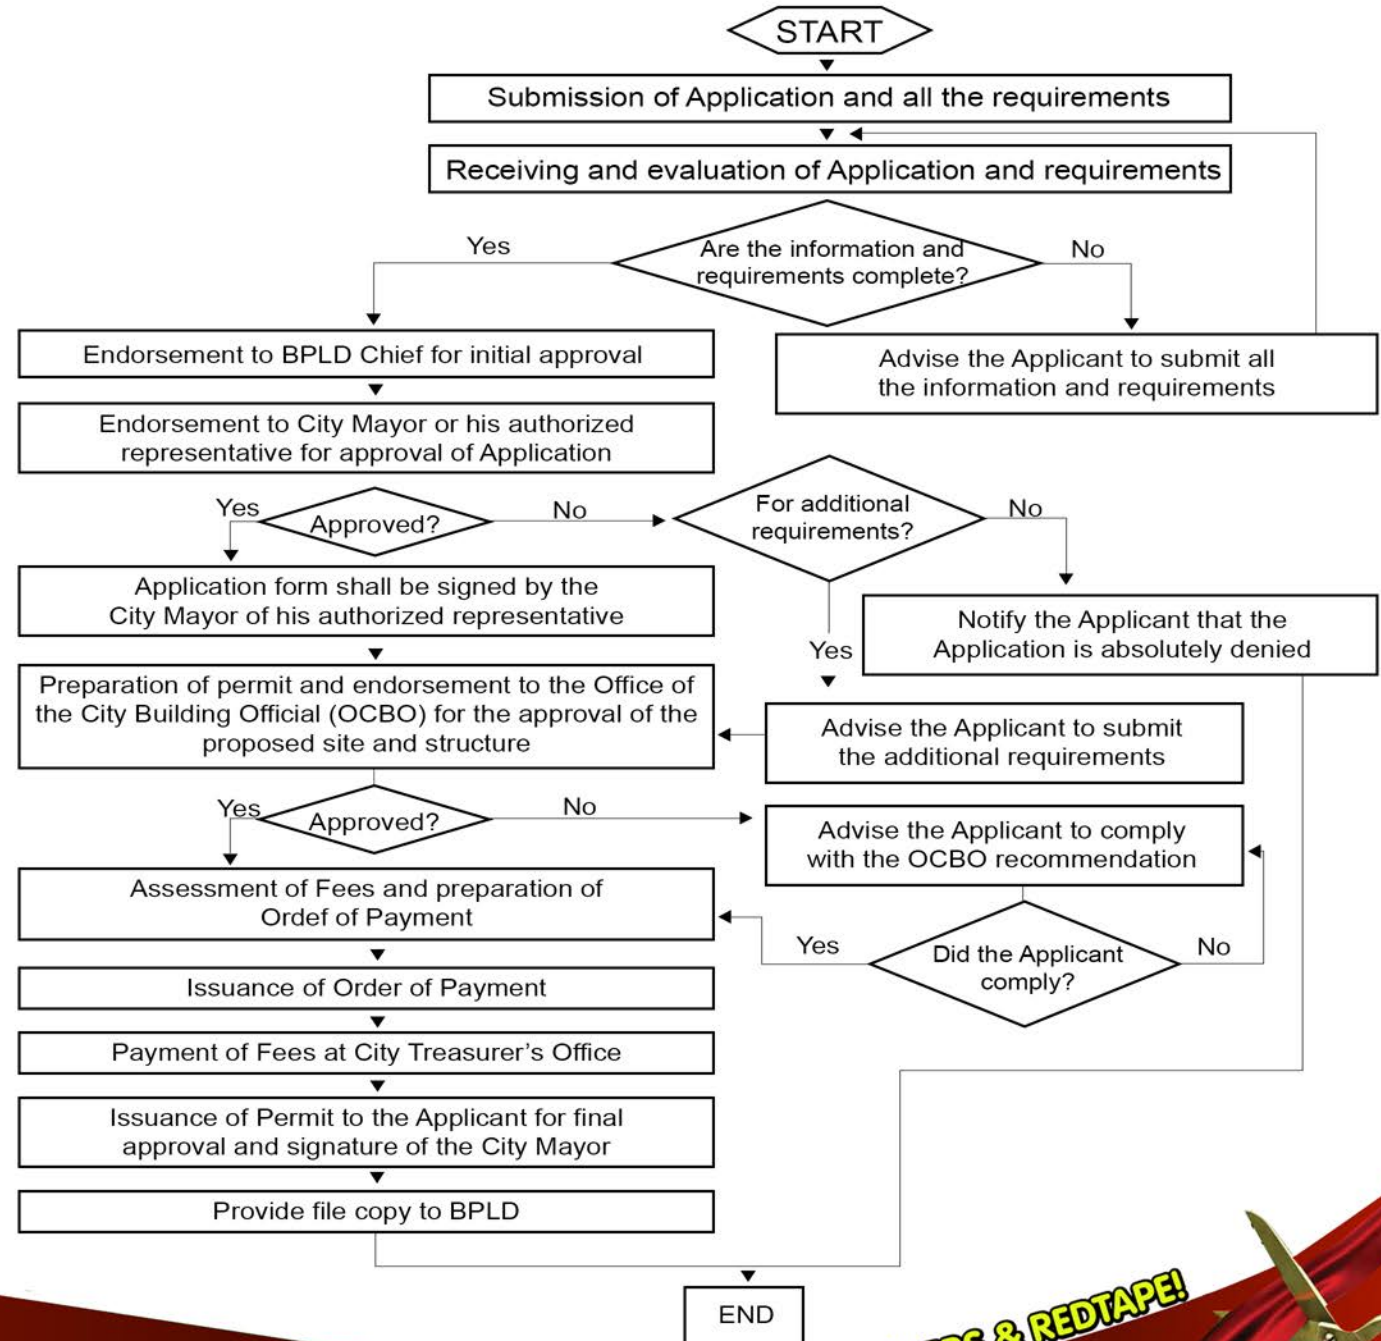 START
Submission of Application and all the requirements
Receiving and evaluation of Application and requirements
Are the information and
requirements complete?
Yes
No
Endorsement to BPLD Chief for initial approval
Advise the Applicant to submit all
the information and requirements
Endorsement to City Mayor or his authorized
representative for approval of Application
Approved?
Yes
No
For additional
requirements?
No
Yes
Application form shall be signed by the
City Mayor of his authorized representative
Notify the Applicant that the
Application is absolutely denied
Preparation of permit and endorsement to the Office of
the City Building Official (OCBO) for the approval of the
proposed site and structure
Advise the Applicant to submit
the additional requirements
Approved?
Yes
No
Advise the Applicant to comply
with the OCBO recommendation
Assessment of Fees and preparation of
Ordef of Payment
Did the Applicant
comply?
Yes
No
Issuance of Order of Payment
Payment of Fees at City Treasurer's Office
Issuance of Permit to the Applicant for final
approval and signature of the City Mayor
Provide file copy to BPLD
END
& REDTAPE!